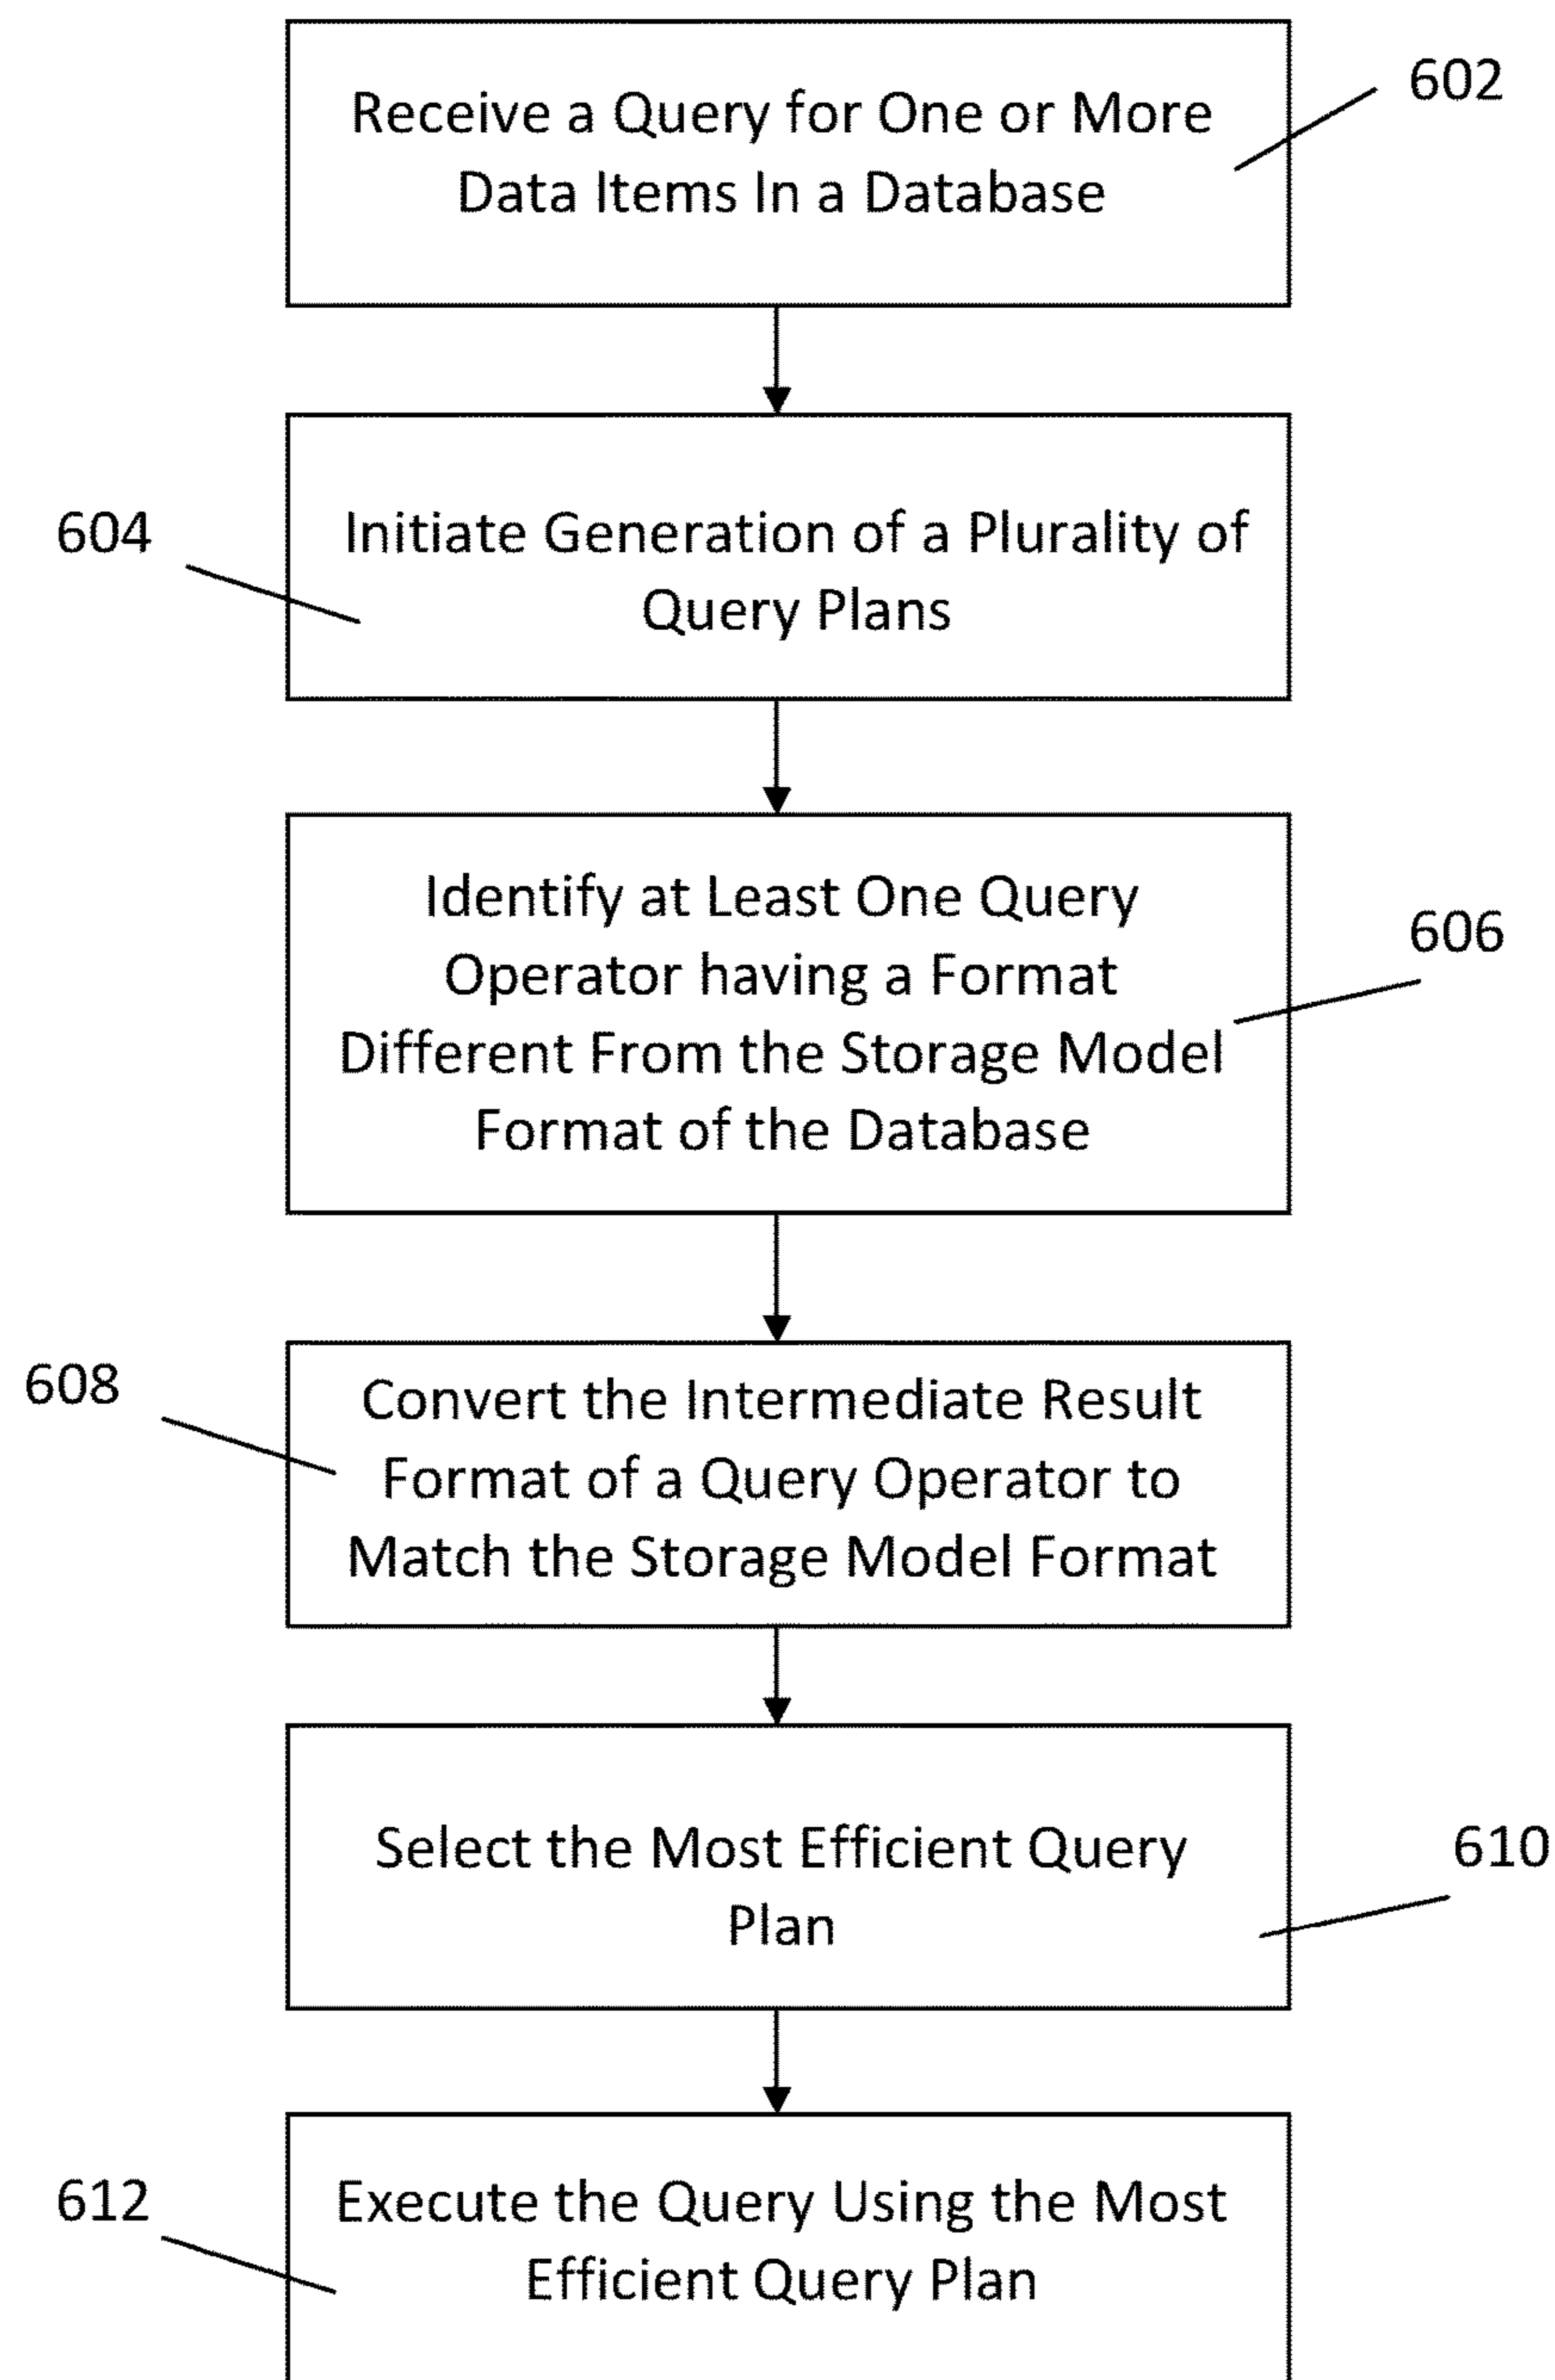 Receive a Query for One or More
Data Items In a Database
602
604
Initiate Generation of a Plurality of
Query Plans
Identify at Least One Query
Operator having a Format
Different From the Storage Model
Format of the Database
606
608
Convert the Intermediate Result
Format of a Query Operator to
Match the Storage Model Format
Select the Most Efficient Query
Plan
610
612
Execute the Query Using the Most
Efficient Query Plan